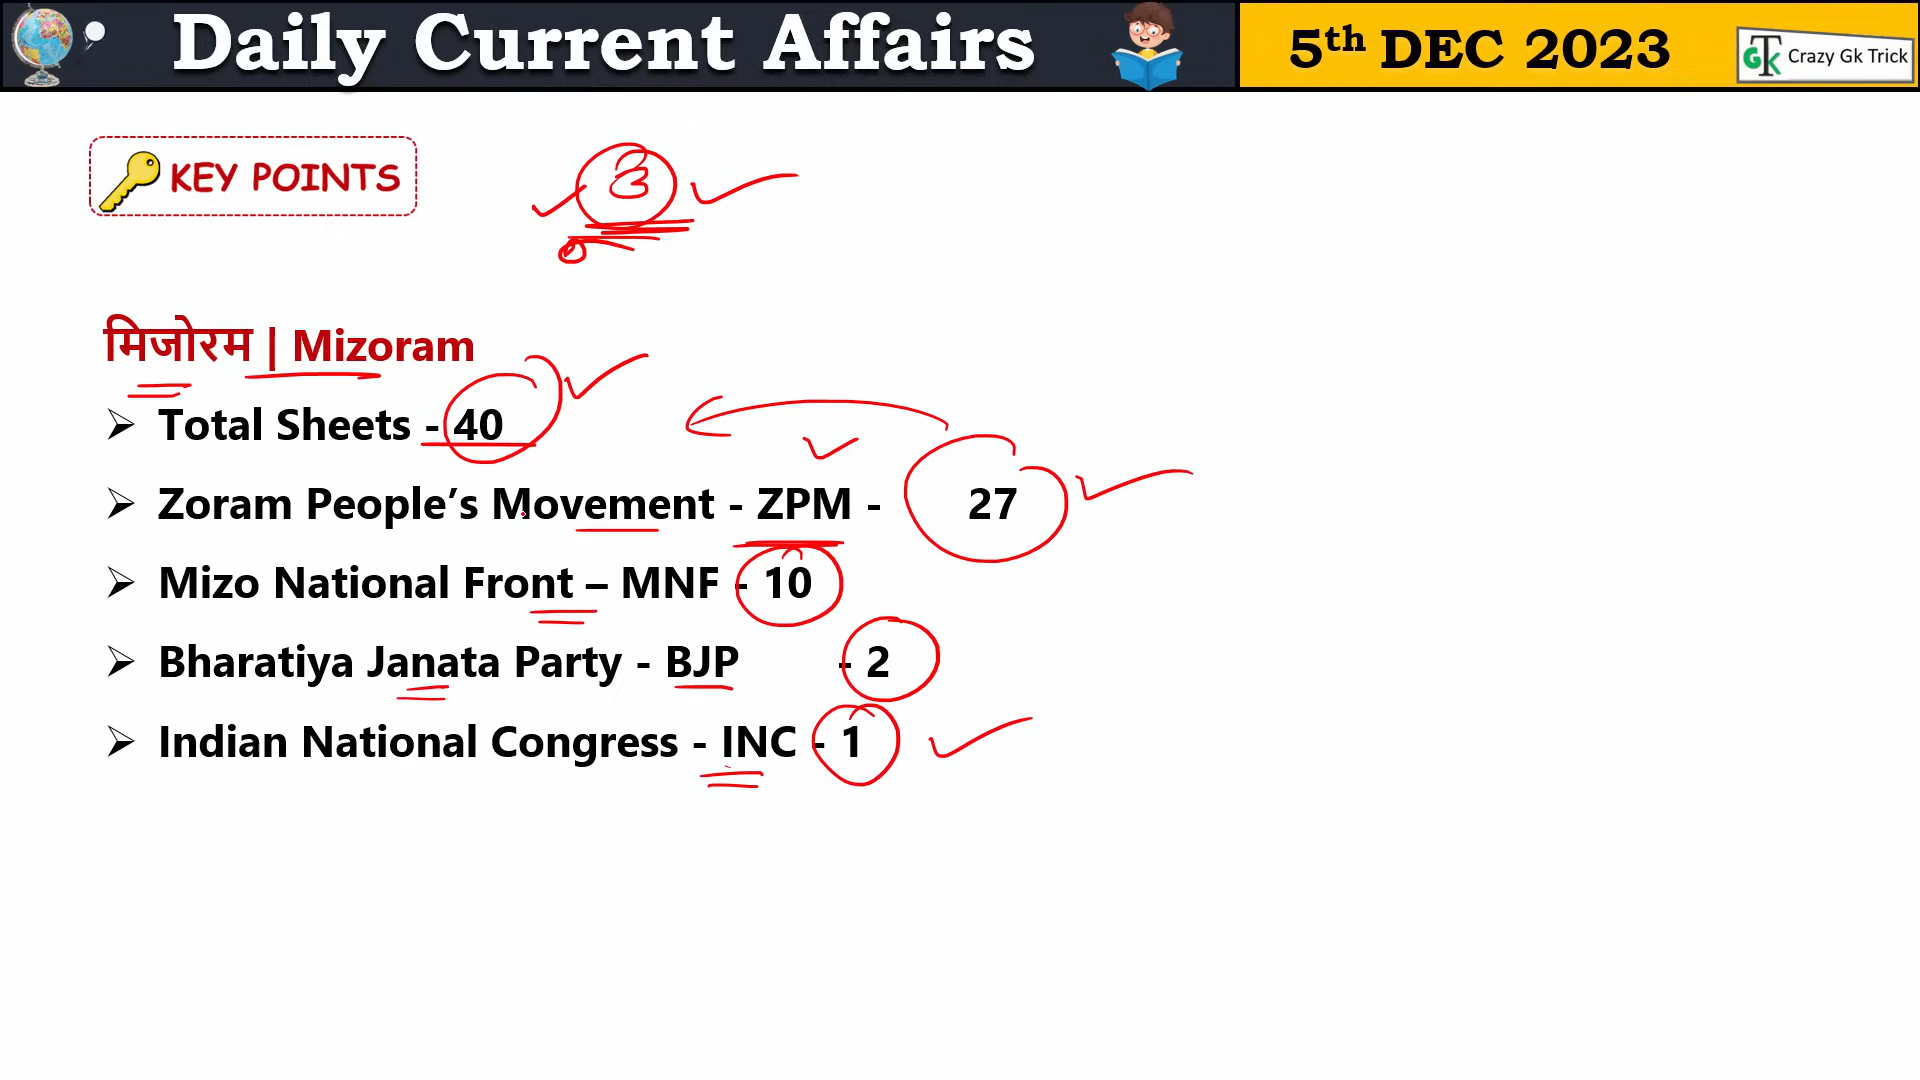 Daily Current Affairs
5th DEC 2023
GTK Crazy Gk Trick
KEY POINTS
मिजोरम | Mizoram
➢ Total Sheets - 40
➢ Zoram People’s Movement - ZPM - 27
➢ Mizo National Front – MNF - 10
➢ Bharatiya Janata Party - BJP - 2
➢ Indian National Congress - INC - 1